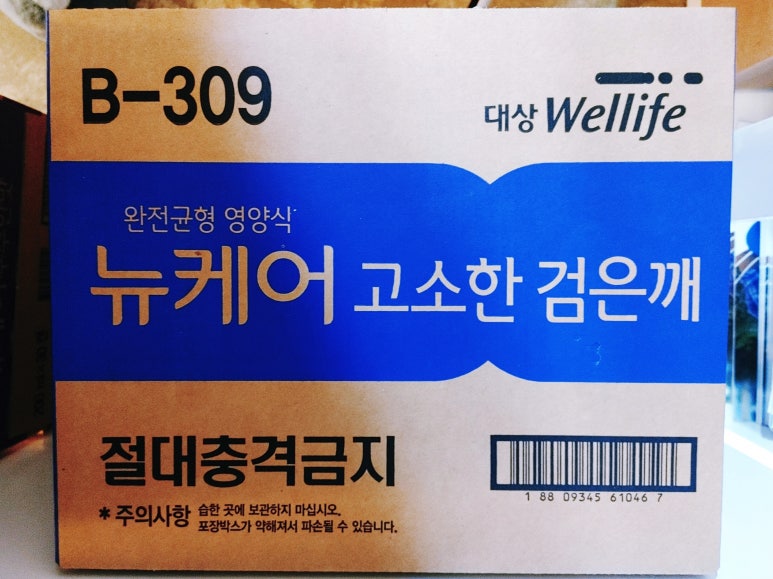 B-309
대상 Wellife
완전균형 영양식
뉴케어 고소한 검은깨
절대충격금지
* 주의사항 습한 곳에 보관하지 마십시오.
포장박스가 약해져서 파손될 수 있습니다.
1 88 09345 61046 7